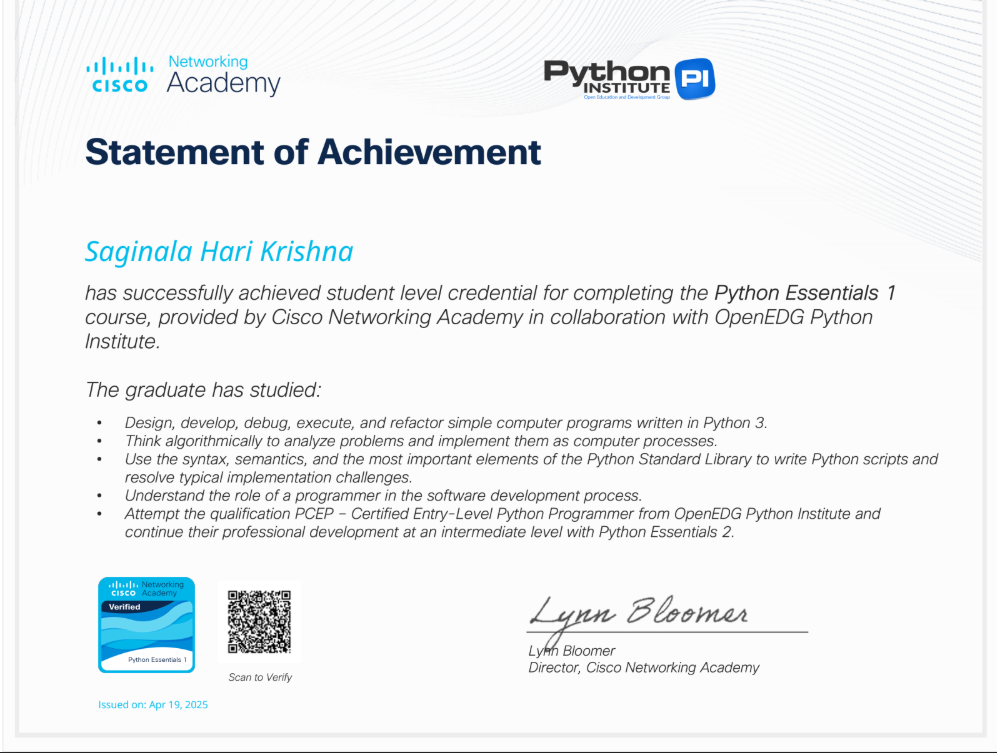 Networking
CISCO Academy
Python
INSTITUTE PI
Open Education and Development Group
Statement of Achievement
Saginala Hari Krishna
has successfully achieved student level credential for completing the Python Essentials 1
course, provided by Cisco Networking Academy in collaboration with OpenEDG Python
Institute.
The graduate has studied:
• Design, develop, debug, execute, and refactor simple computer programs written in Python 3.
• Think algorithmically to analyze problems and implement them as computer processes.
• Use the syntax, semantics, and the most important elements of the Python Standard Library to write Python scripts and
resolve typical implementation challenges.
• Understand the role of a programmer in the software development process.
• Attempt the qualification PCEP – Certified Entry-Level Python Programmer from OpenEDG Python Institute and
continue their professional development at an intermediate level with Python Essentials 2.
Networking
CISCO Academy
Verified
Python Essentials 1
Scan to Verify
Lynn Bloomer
Lynn Bloomer
Director, Cisco Networking Academy
Issued on: Apr 19, 2025